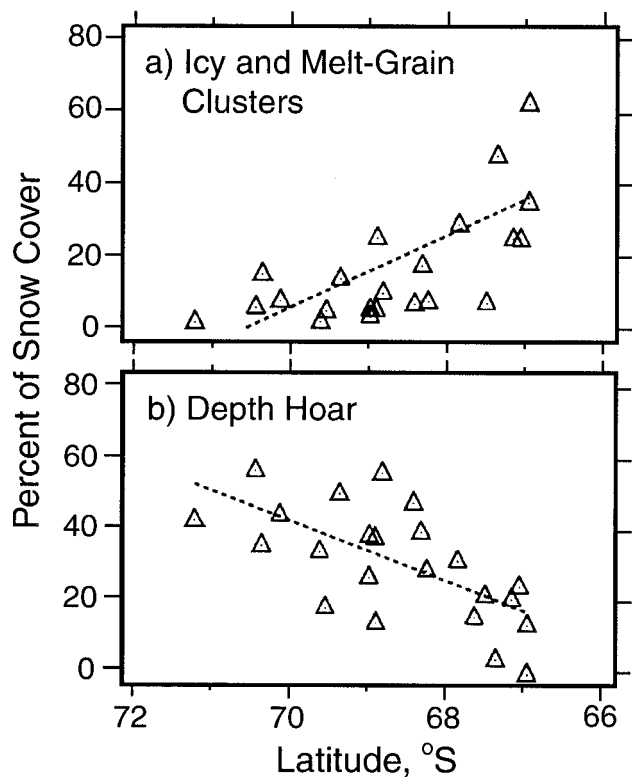 80
60
40
20
0
a) Icy and Melt-Grain
Clusters
Percent of Snow Cover
80
60
40
20
0
b) Depth Hoar
72 70 68 66
Latitude, °S